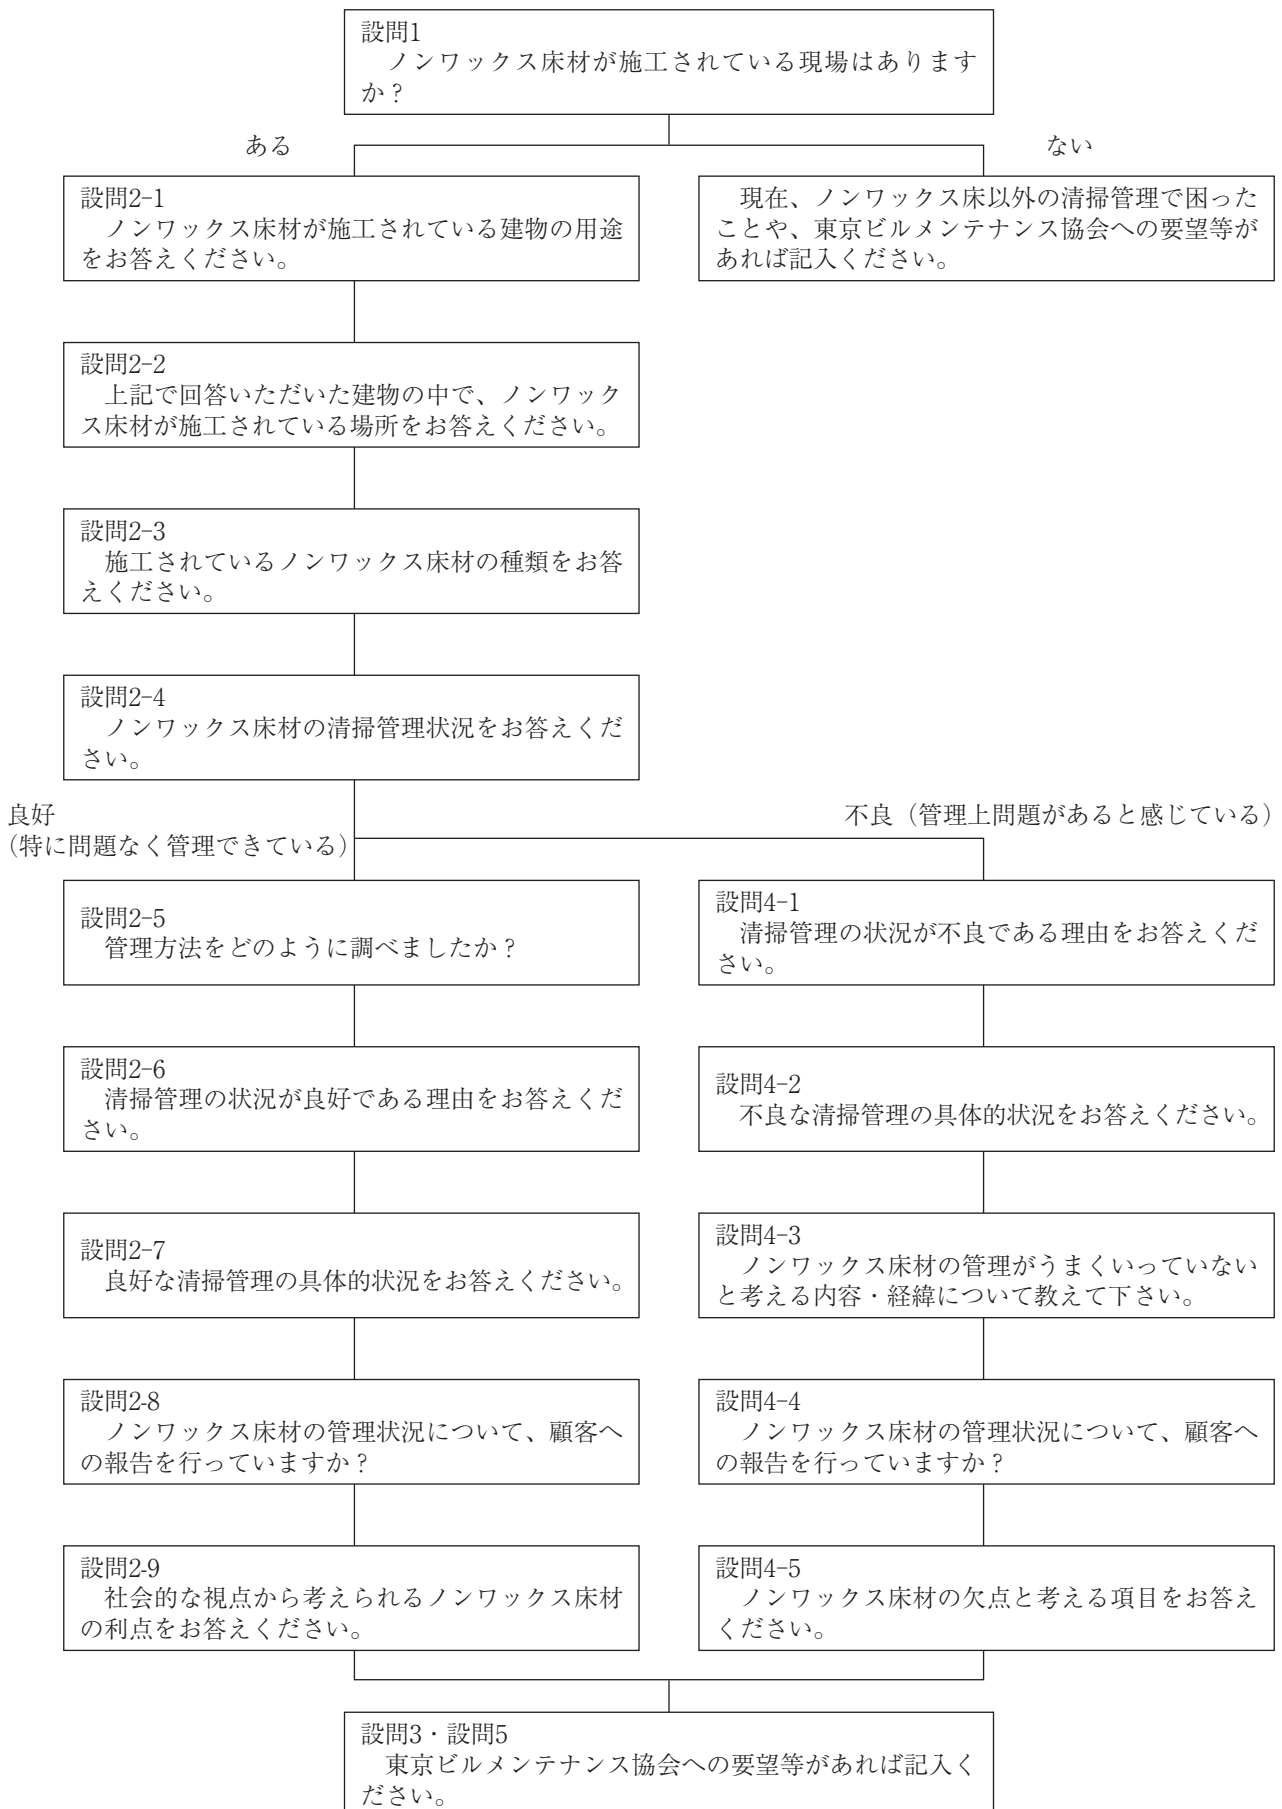 設問1
ノンワックス床材が施工されている現場はあります
か？
ある
ない
設問2-1
ノンワックス床材が施工されている建物の用途
をお答えください。
現在、ノンワックス床以外の清掃管理で困った
ことや、東京ビルメンテナンス協会への要望等が
あれば記入ください。
設問2-2
上記で回答いただいた建物の中で、ノンワック
ス床材が施工されている場所をお答えください。
設問2-3
施工されているノンワックス床材の種類をお答
えください。
設問2-4
ノンワックス床材の清掃管理状況をお答えくだ
さい。
良好
（特に問題なく管理できている）
不良（管理上問題があると感じている）
設問2-5
管理方法をどのように調べましたか？
設問4-1
清掃管理の状況が不良である理由をお答えくだ
さい。
設問2-6
清掃管理の状況が良好である理由をお答えくだ
さい。
設問4-2
不良な清掃管理の具体的状況をお答えください。
設問2-7
良好な清掃管理の具体的状況をお答えください。
設問4-3
ノンワックス床材の管理がうまくいっていない
と考える内容・経緯について教えて下さい。
設問2-8
ノンワックス床材の管理状況について、顧客へ
の報告を行っていますか？
設問4-4
ノンワックス床材の管理状況について、顧客へ
の報告を行っていますか？
設問2-9
社会的な視点から考えられるノンワックス床材
の利点をお答えください。
設問4-5
ノンワックス床材の欠点と考える項目をお答え
ください。
設問3・設問5
東京ビルメンテナンス協会への要望等があれば記入く
ださい。